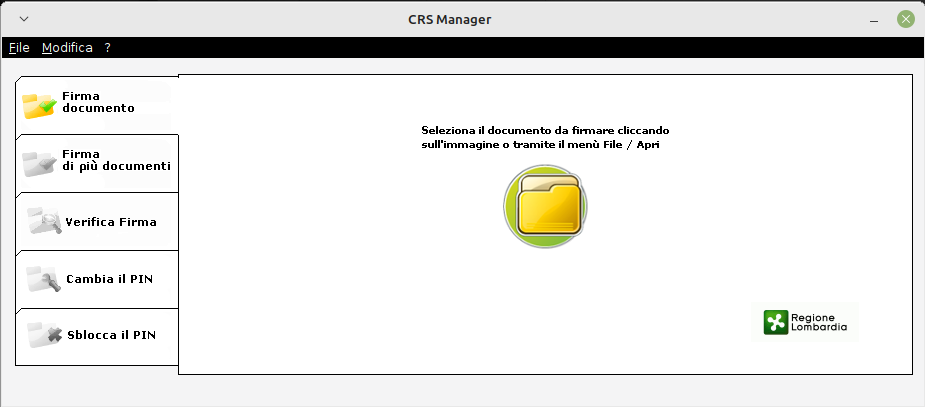 CRS Manager
File Modifica ?
Firma
documento
Firma
di più documenti
Verifica Firma
Cambia il PIN
Sblocca il PIN
Seleziona il documento da firmare cliccando
sull'immagine o tramite il menù File / Apri
Regione
Lombardia